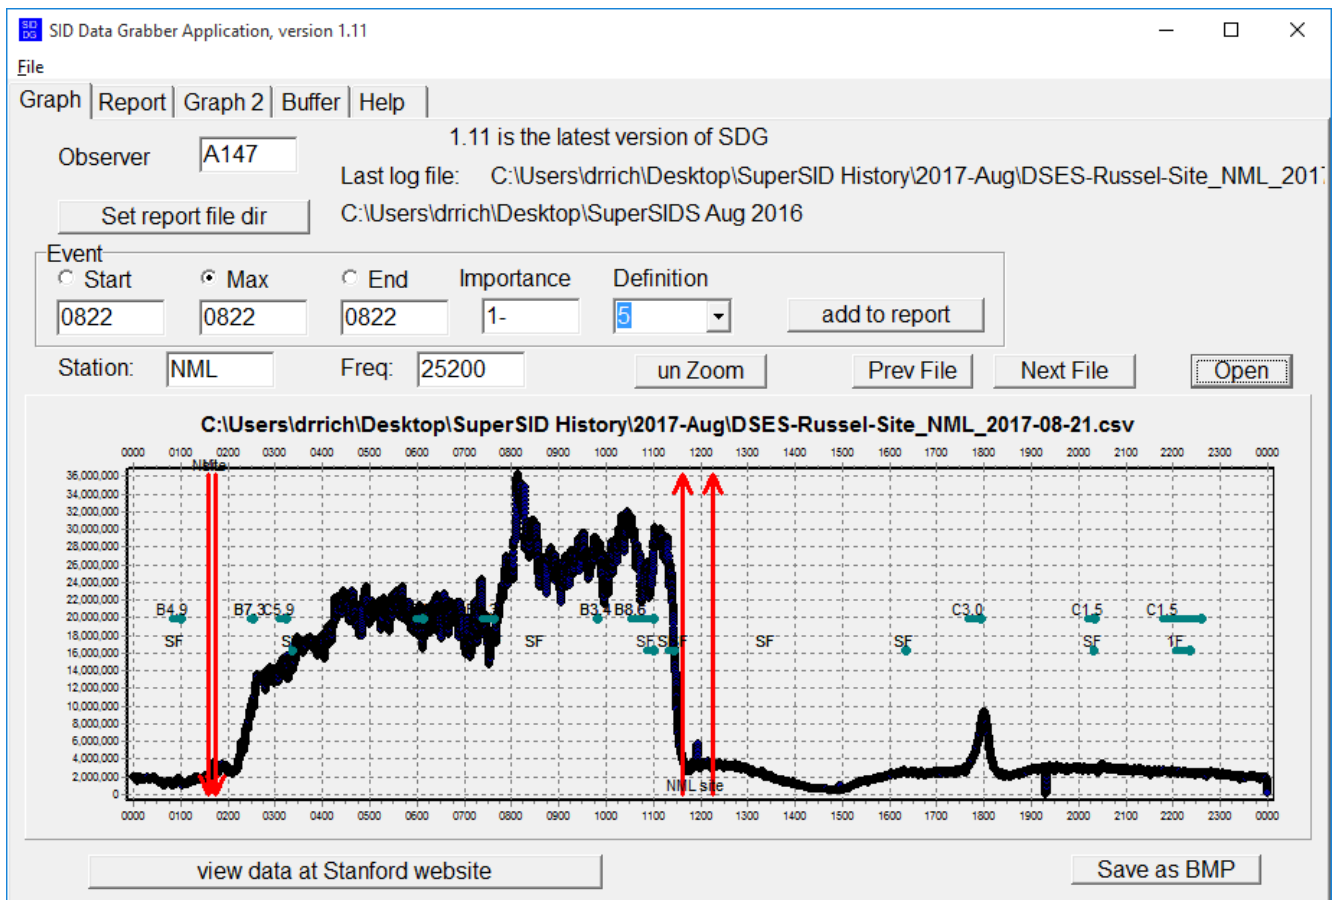 SID DG SID Data Grabber Application, version 1.11
File
Graph Report Graph 2 Buffer Help
1.11 is the latest version of SDG
Observer A147
Last log file: C:\Users\drrich\Desktop\SuperSID History\2017-Aug\DSES-Russel-Site_NML_201
Set report file dir C:\Users\drrich\Desktop\SuperSIDS Aug 2016
Event
Start Max End Importance Definition
0822 0822 0822 1- 5 add to report
Station: NML Freq: 25200 un Zoom Prev File Next File Open
C:\Users\drrich\Desktop\SuperSID History\2017-Aug\DSES-Russel-Site_NML_2017-08-21.csv
0000 0100 0200 0300 0400 0500 0600 0700 0800 0900 1000 1100 1200 1300 1400 1500 1600 1700 1800 1900 2000 2100 2200 2300 0000
36,000,000
34,000,000
32,000,000
30,000,000
28,000,000
26,000,000
24,000,000
22,000,000
B4.9 B7.3 C5.9 B3.4 B8.6 C3.0 C1.5 C1.5
20,000,000
18,000,000
SF SF SF SF SF SF 1F
16,000,000
14,000,000
12,000,000
10,000,000
8,000,000
6,000,000
4,000,000
2,000,000
NML site
0
0000 0100 0200 0300 0400 0500 0600 0700 0800 0900 1000 1100 1200 1300 1400 1500 1600 1700 1800 1900 2000 2100 2200 2300 0000
view data at Stanford website Save as BMP